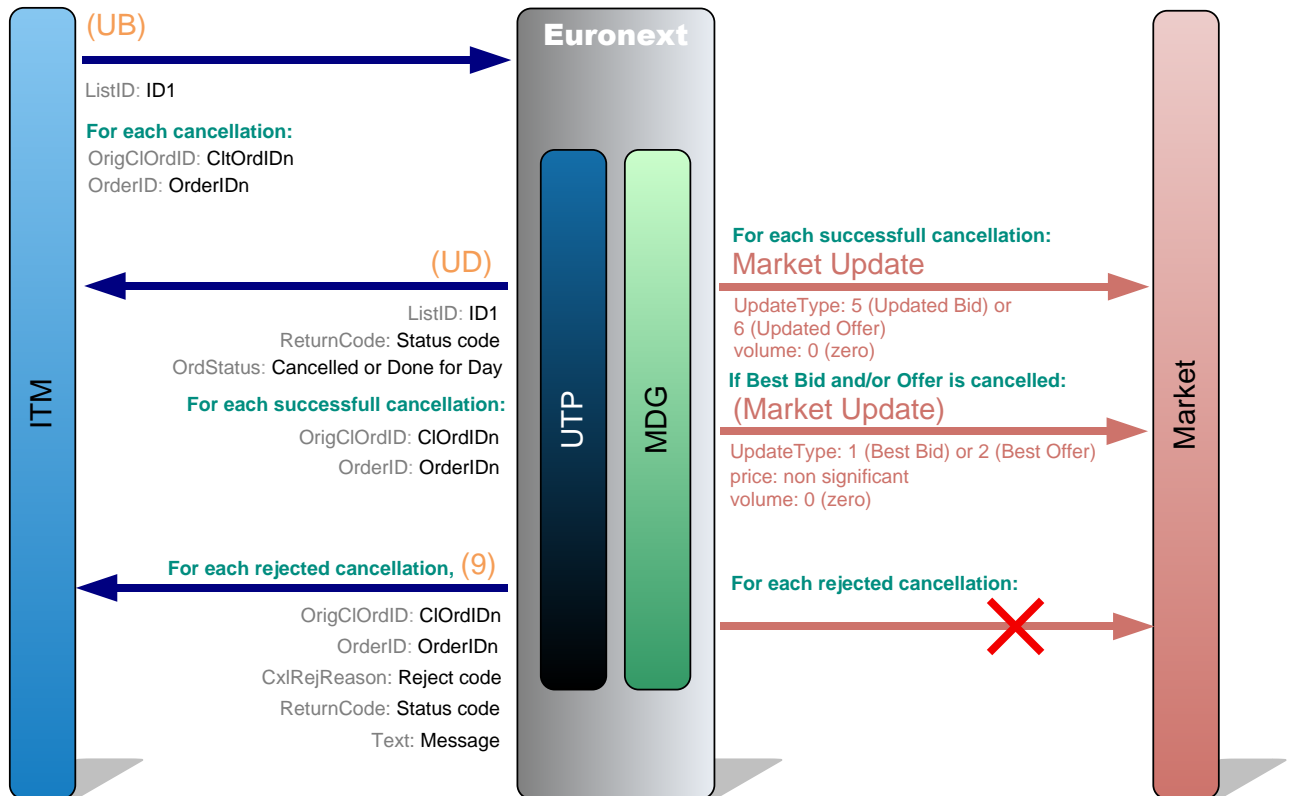 (UB)
Euronext
ListID: ID1
For each cancellation:
OrigClOrdID: CltOrdIDn
OrderID: OrderIDn
(UD)
ListID: ID1
ReturnCode: Status code
OrdStatus: Cancelled or Done for Day
For each successfull cancellation:
OrigClOrdID: ClOrdIDn
OrderID: OrderIDn
For each rejected cancellation, (9)
OrigClOrdID: ClOrdIDn
OrderID: OrderIDn
CxlRejReason: Reject code
ReturnCode: Status code
Text: Message
ITM
UTP
MDG
For each successfull cancellation:
Market Update
UpdateType: 5 (Updated Bid) or
6 (Updated Offer)
volume: 0 (zero)
If Best Bid and/or Offer is cancelled:
(Market Update)
UpdateType: 1 (Best Bid) or 2 (Best Offer)
price: non significant
volume: 0 (zero)
For each rejected cancellation:
Market